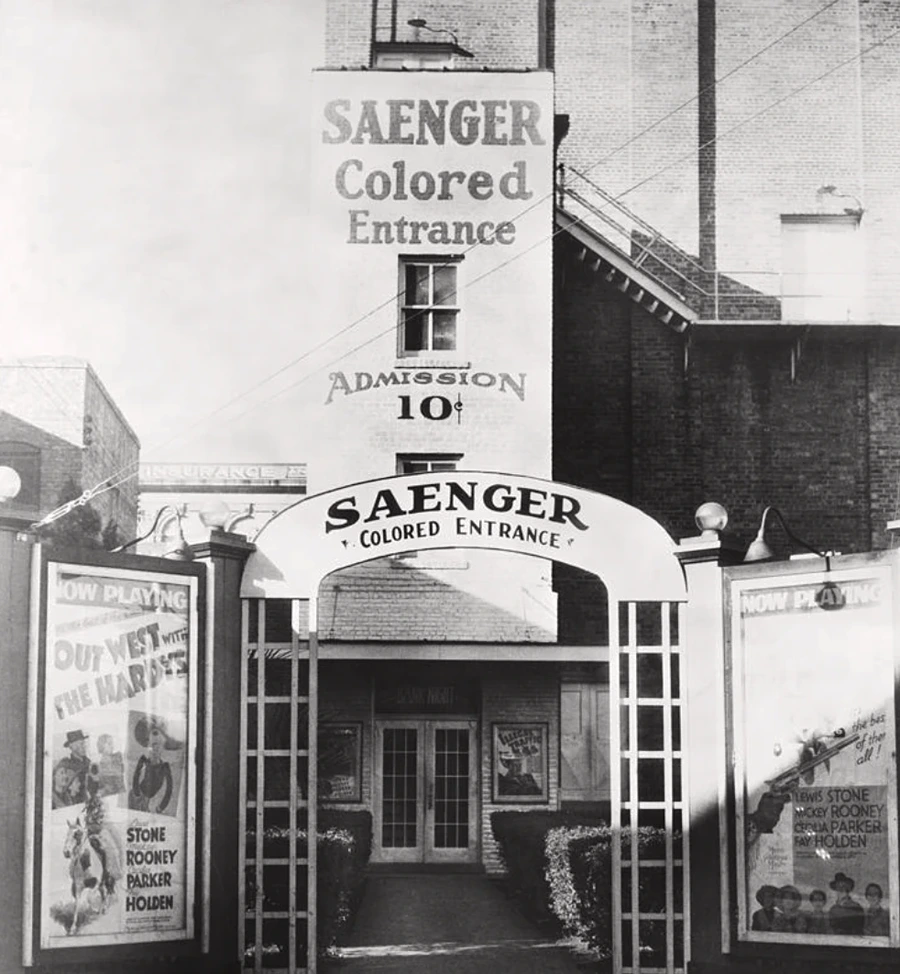 SAENGER
Colored
Entrance
ADMISSION
10¢
INSURANCE
SAENGER
COLORED ENTRANCE
NOW PLAYING
OUT WEST WITH
THE HARDYS
STONE
ROONEY
PARKER
HOLDEN
NOW PLAYING
the best
of them
all!
LEWIS STONE
MICKEY ROONEY
CECILIA PARKER
FAY HOLDEN